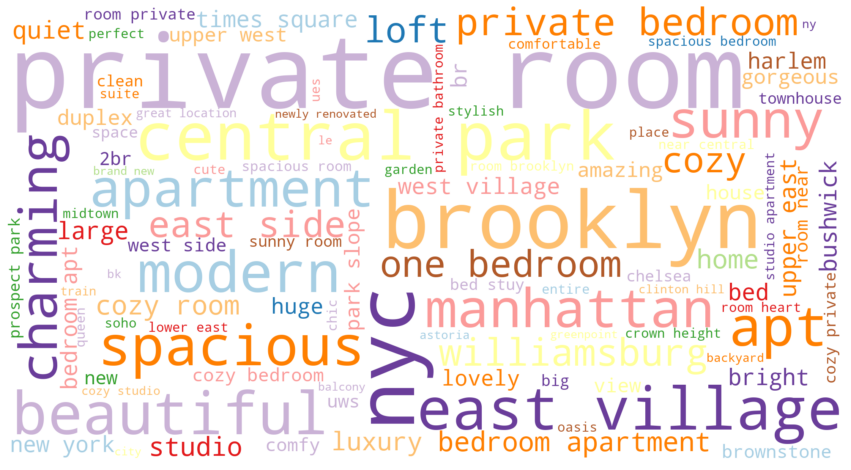 room private
times square
loft
private bedroom
ny
quiet
perfect
upper west
comfortable
spacious bedroom
private room
harlem
clean
suite
ues
private bathroom
br
gorgeous
townhouse
duplex
great location
newly renovated
stylish
central park
sunny
space
le
place
near central
charming
2br
cute
spacious room
garden
room brooklyn
amazing
cozy
brand new
apartment
west village
house
upper east
room near
studio apartment
bushwick
midtown
large
east side
park slope
brooklyn
prospect park
west side
sunny room
one bedroom
home
bedroom apt
bk
modern
bed stuy
chelsea
train
entire
clinton hill
bed
queen
cozy room
huge
chic
nyc
manhattan
room heart
apt
cozy private
soho
lower east
astoria
greenpoint
crown height
spacious
williamsburg
backyard
new
cozy bedroom
balcony
lovely
big
view
bright
cozy studio
beautiful
uws
east village
oasis
new york
city
studio
comfy
luxury
bedroom apartment
brownstone